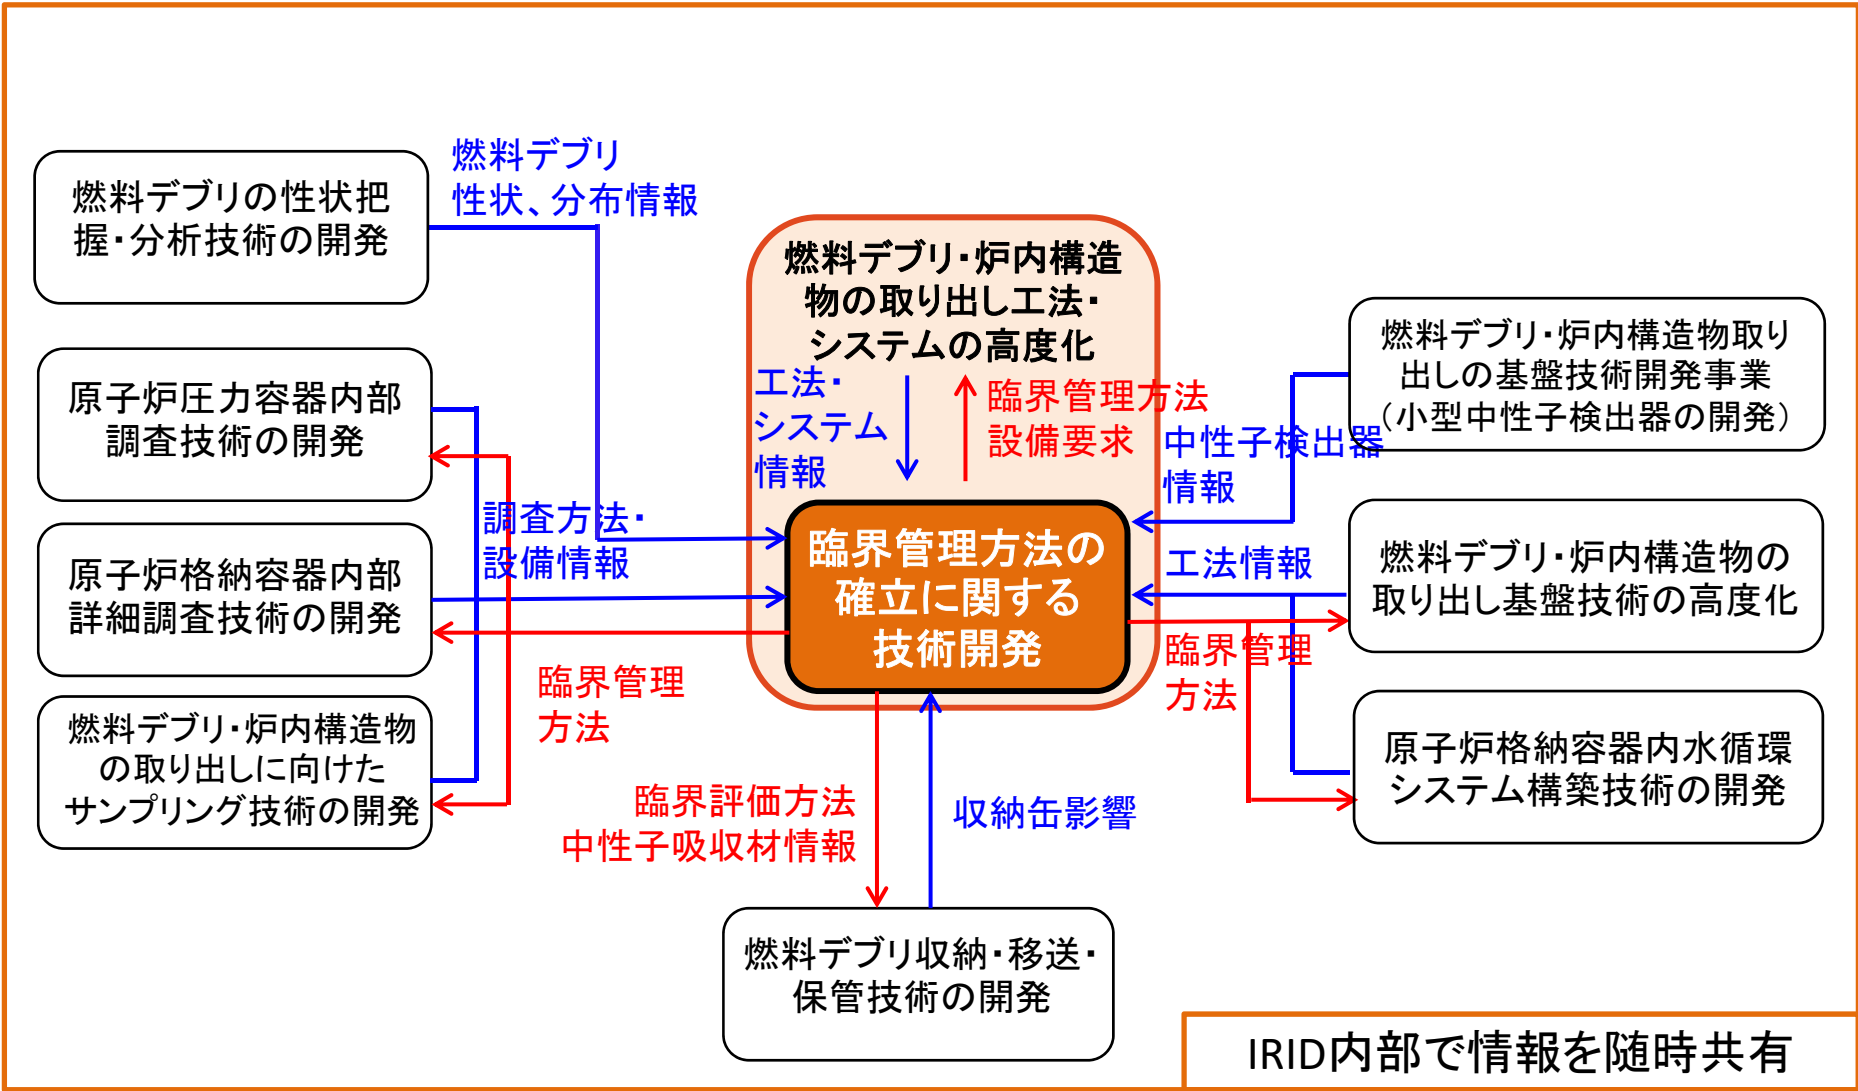 燃料デブリの性状把
握・分析技術の開発
燃料デブリ
性状、分布情報
原子炉圧力容器内部
調査技術の開発
調査方法・
設備情報
原子炉格納容器内部
詳細調査技術の開発
燃料デブリ・炉内構造物
の取り出しに向けた
サンプリング技術の開発
臨界管理
方法
燃料デブリ・炉内構造
物の取り出し工法・
システムの高度化
工法・
システム
情報
臨界管理方法
設備要求
臨界管理方法の
確立に関する
技術開発
中性子検出器
情報
燃料デブリ・炉内構造物取り
出しの基盤技術開発事業
（小型中性子検出器の開発）
工法情報
燃料デブリ・炉内構造物の
取り出し基盤技術の高度化
臨界管理
方法
原子炉格納容器内水循環
システム構築技術の開発
臨界評価方法
中性子吸収材情報
収納缶影響
燃料デブリ収納・移送・
保管技術の開発
IRID内部で情報を随時共有